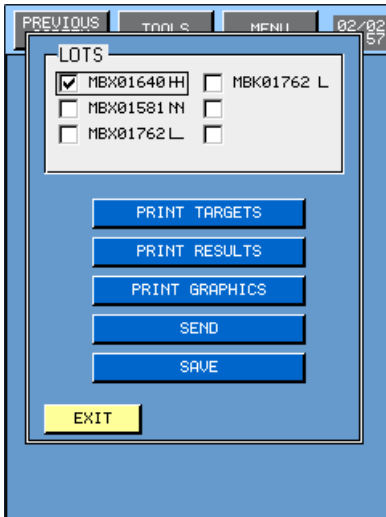 PREVIOUS TOOLS MENU 02/02
57
LOTS
MBX01640 H MBK01762 L
MBX01581 N
MBX01762 L
PRINT TARGETS
PRINT RESULTS
PRINT GRAPHICS
SEND
SAVE
EXIT